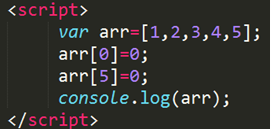 <script>
var arr=[1,2,3,4,5];
arr[0]=0;
arr[5]=0;
console.log(arr);
</script>